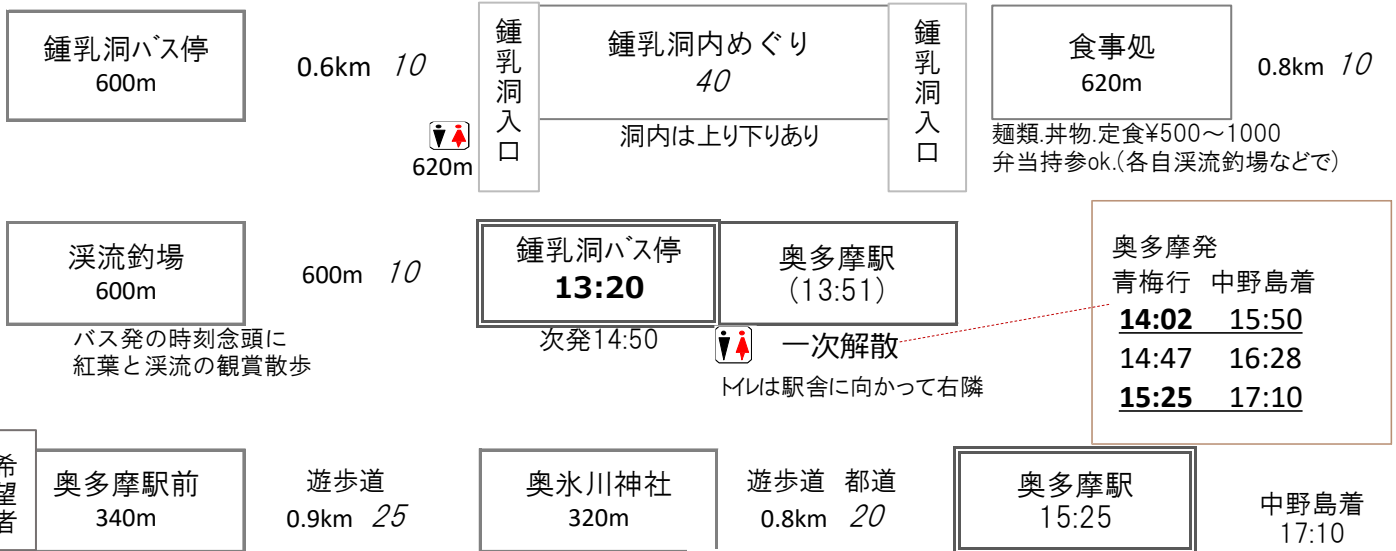 鍾乳洞バス停
600m
0.6km 10
620m
鍾乳洞入口
鍾乳洞内めぐり
40
洞内は上り下りあり
鍾乳洞入口
食事処
620m
0.8km 10
麺類.丼物.定食¥500～1000
弁当持参ok.(各自渓流釣場などで)
渓流釣場
600m
バス発の時刻念頭に
紅葉と渓流の観賞散歩
600m 10
鍾乳洞バス停
13:20
次発14:50
奥多摩駅
(13:51)
一次解散
トイレは駅舎に向かって右隣
奥多摩発
青梅行 中野島着
14:02 15:50
14:47 16:28
15:25 17:10
希望者
奥多摩駅前
340m
遊歩道
0.9km 25
奥氷川神社
320m
遊歩道 都道
0.8km 20
奥多摩駅
15:25
中野島着
17:10